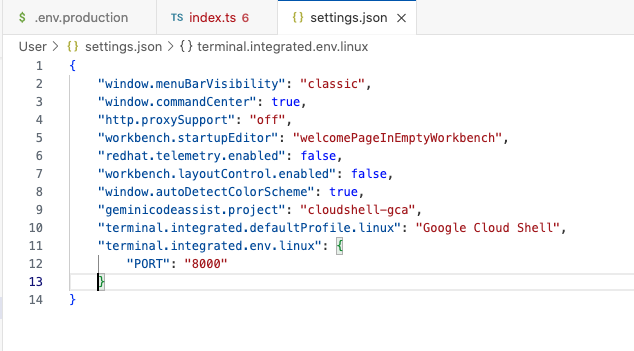 $ .env.production TS index.ts 6 {} settings.json ×
User > {} settings.json > {} terminal.integrated.env.linux
1 {
2 "window.menuBarVisibility": "classic",
3 "window.commandCenter": true,
4 "http.proxySupport": "off",
5 "workbench.startupEditor": "welcomePageInEmptyWorkbench",
6 "redhat.telemetry.enabled": false,
7 "workbench.layoutControl.enabled": false,
8 "window.autoDetectColorScheme": true,
9 "geminicodeassist.project": "cloudshell-gca",
10 "terminal.integrated.defaultProfile.linux": "Google Cloud Shell",
11 "terminal.integrated.env.linux": {
12 "PORT": "8000"
13 }
14 }